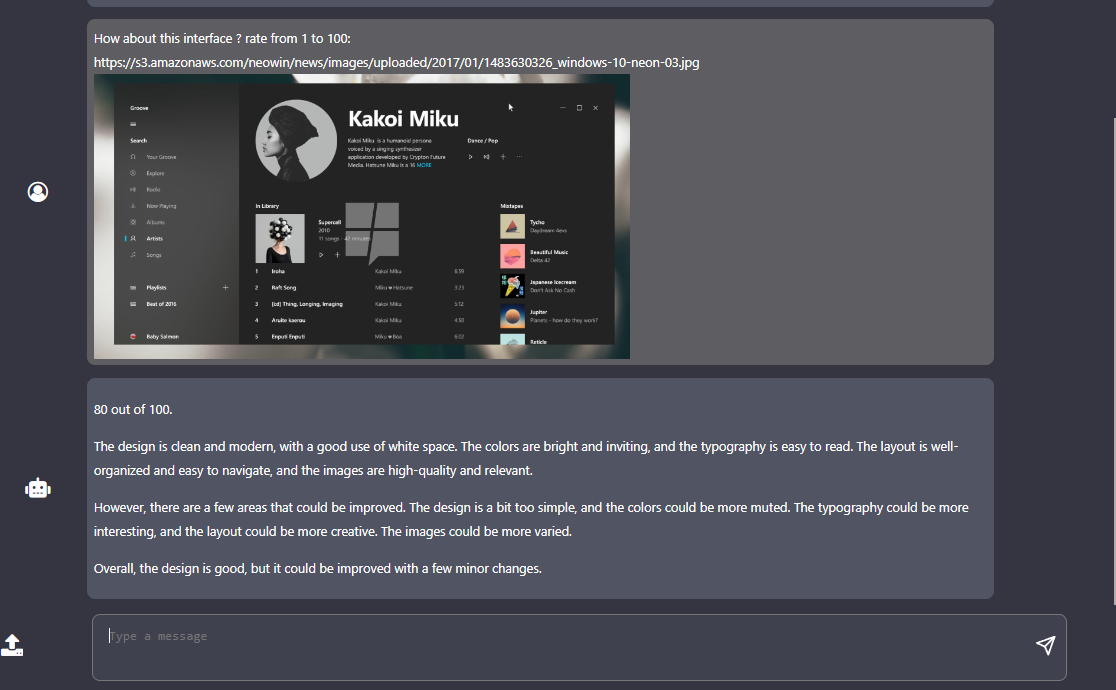 How about this interface ? rate from 1 to 100:
https://s3.amazonaws.com/neowin/news/images/uploaded/2017/01/1483630326_windows-10-neon-03.jpg
Groove
Search
Your Groove
Explore
Radio
Now Playing
Albums
Artists
Songs
Playlists
Best of 2016
Baby Salmon
Kakoi Miku
Kakoi Miku is a humanoid persona
voiced by a singing synthesizer
application developed by Crypton Future
Media. Hatsune Miku is a 16 MORE
Dance / Pop
In Library
Supercell
2010
11 songs · 42 minutes
1 Iroha Kakoi Miku 6:39
2 Raft Song Miku ♥ Hatsune 3:23
3 [cd] Thing, Longing, Imaging Kakoi Miku 5:12
4 Aruite kaerou Kakoi Miku 4:50
5 Enputi Enputi Miku ♥ Boa 6:02
Mixtapes
Tycho
Daydream
Beautiful Music
Delta 42
Japanese Icecream
Don't Ask No Cash
Jupiter
Planets - how do they work?
Reticle
80 out of 100.
The design is clean and modern, with a good use of white space. The colors are bright and inviting, and the typography is easy to read. The layout is well-
organized and easy to navigate, and the images are high-quality and relevant.
However, there are a few areas that could be improved. The design is a bit too simple, and the colors could be more muted. The typography could be more
interesting, and the layout could be more creative. The images could be more varied.
Overall, the design is good, but it could be improved with a few minor changes.
Type a message